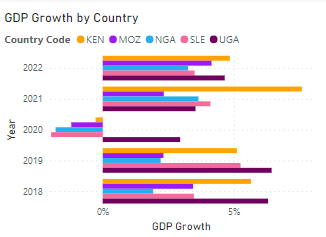 GDP Growth by Country
Country Code KEN MOZ NGA SLE UGA
2022
2021
2020
2019
2018
Year
0% 5%
GDP Growth